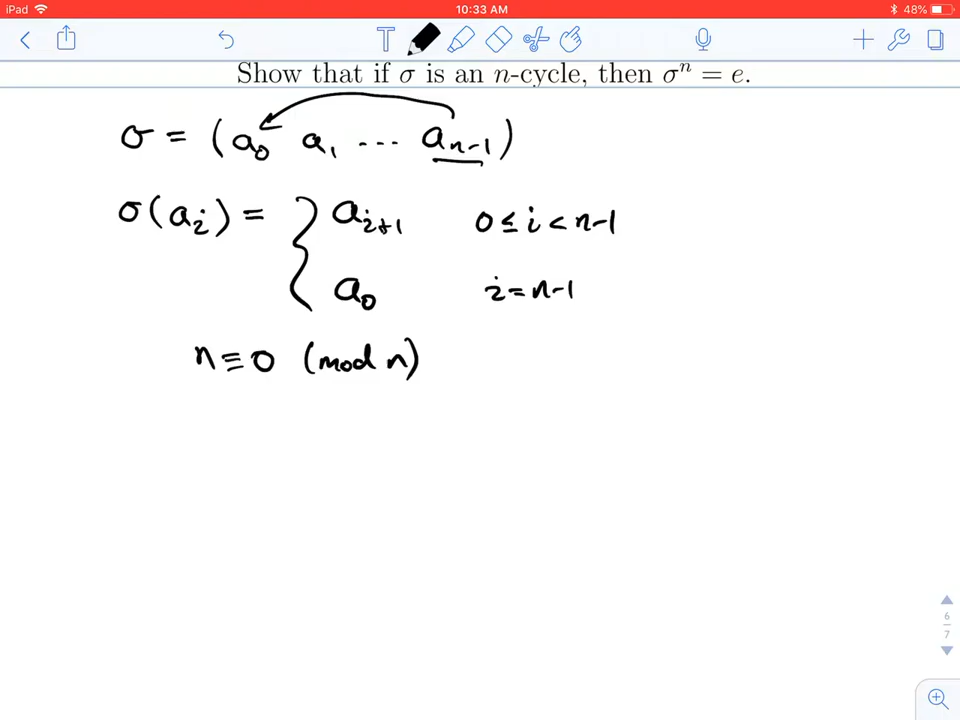 iPad 10:33 AM 48%
T
Show that if σ is an n-cycle, then σⁿ = e.
σ = (a₀ a₁ ... aₙ₋₁)
σ(aᵢ) = { aᵢ₊₁ 0 ≤ i < n-1
a₀ i = n-1
n ≡ 0 (mod n)
6
7